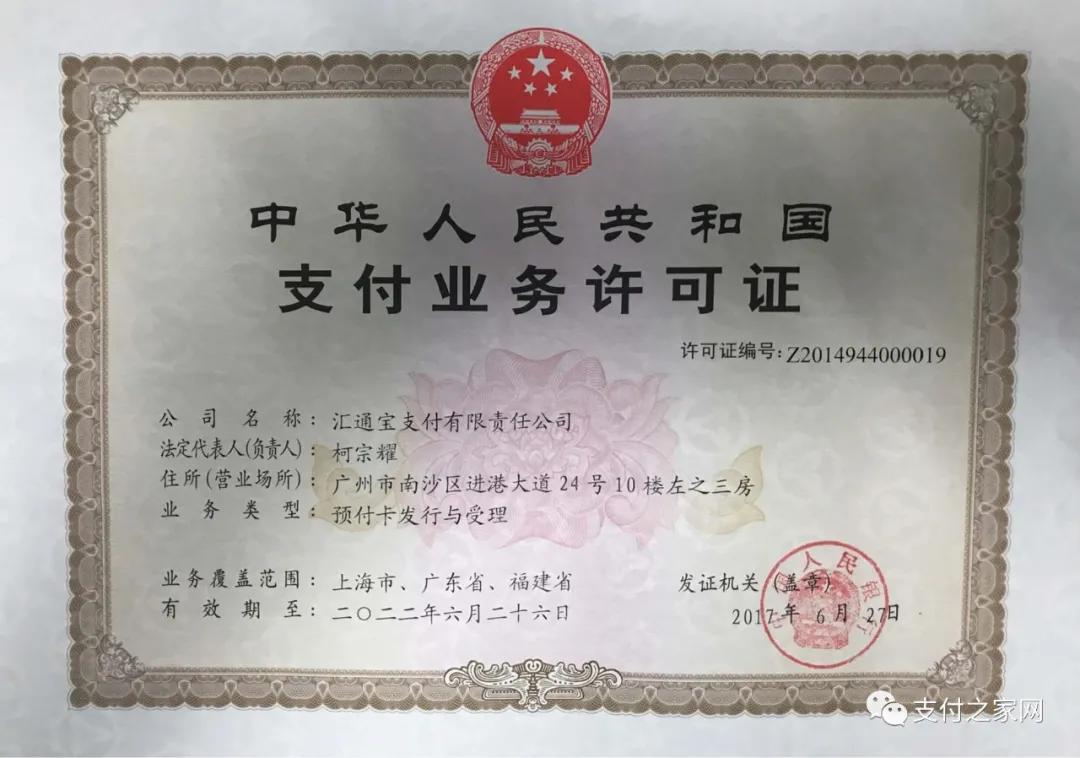 中华人民共和国
支付业务许可证
许可证编号：Z2014944000019
公司名称：汇通宝支付有限责任公司
法定代表人(负责人)：柯宗耀
住所(营业场所)：广州市南沙区进港大道24号10楼左之三房
业务类型：预付卡发行与受理
业务覆盖范围：上海市、广东省、福建省
有效期至：二〇二二年六月二十六日
发证机关（盖章）
2017年6月27日
中国人民银行
支付之家网